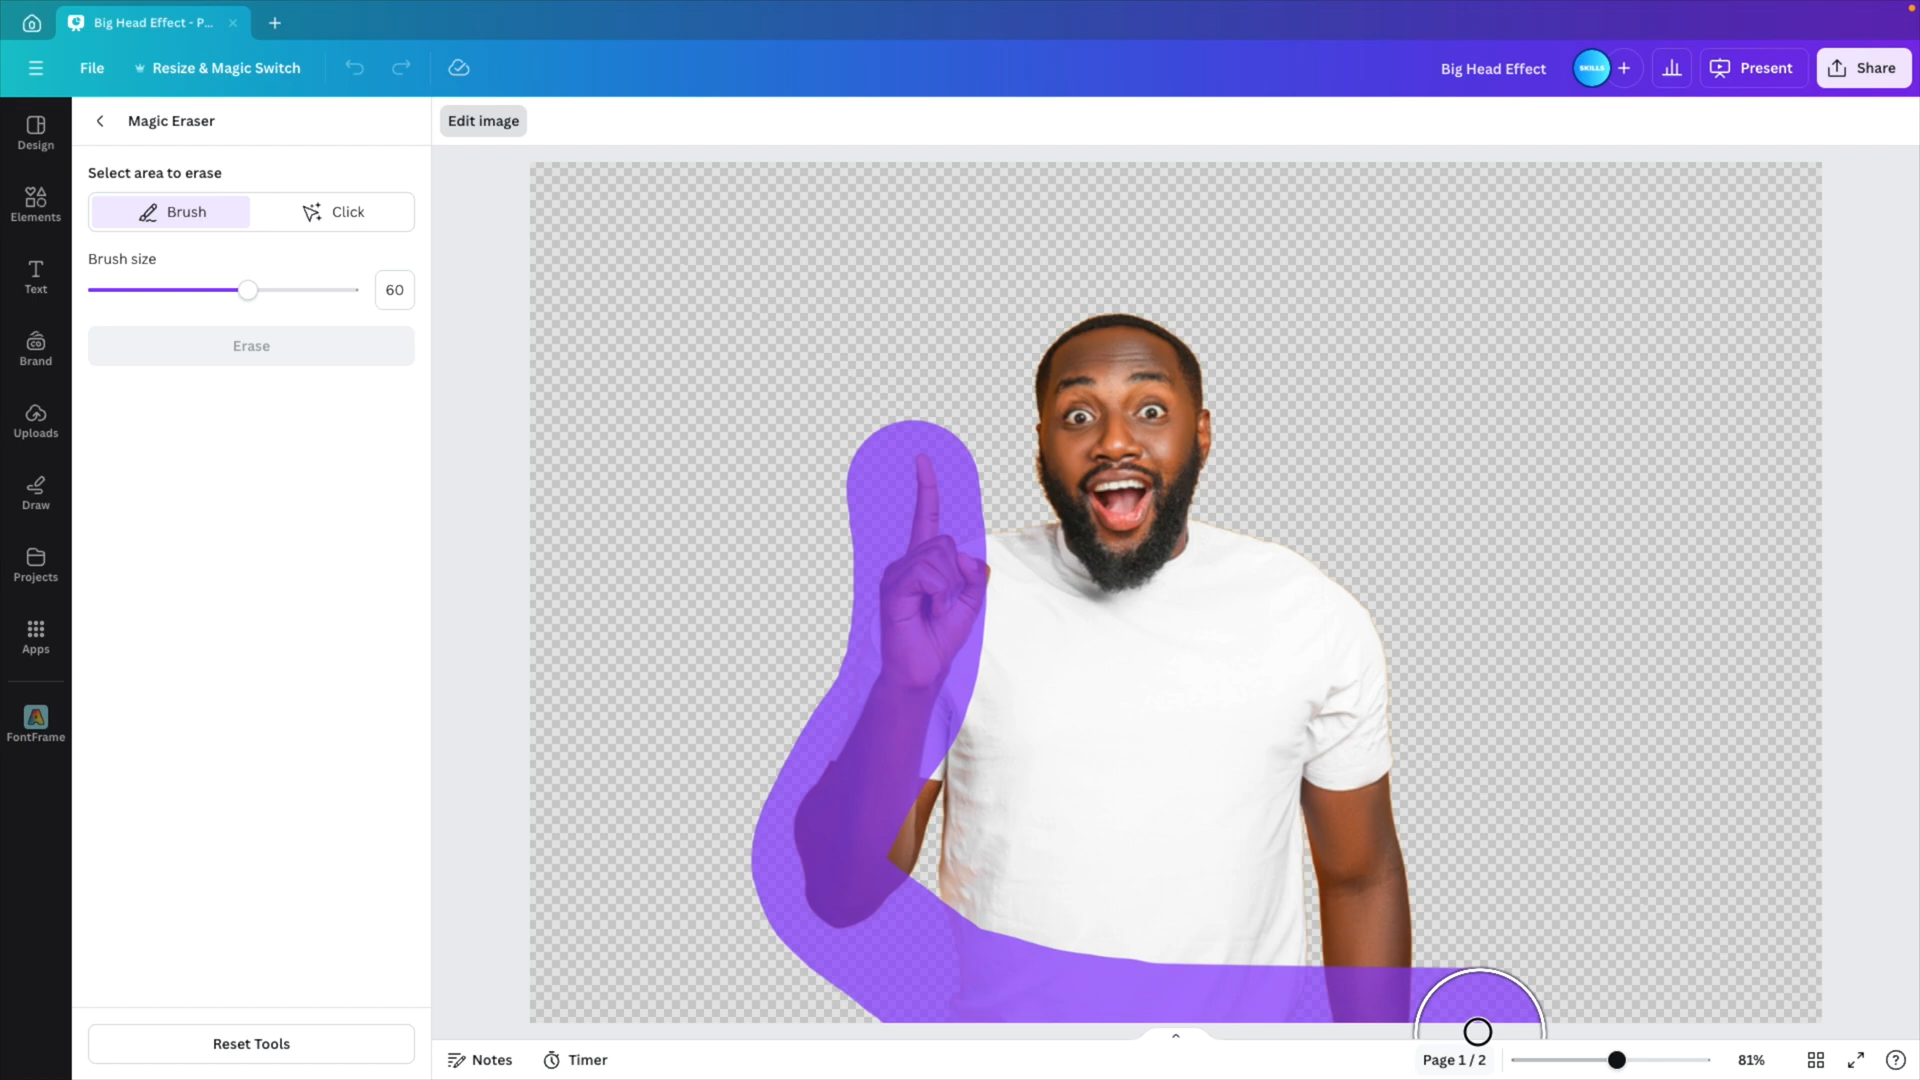 Big Head Effect - P...
File
Resize & Magic Switch
Big Head Effect
SKILLS
Present
Share
Design
Elements
Text
Brand
Uploads
Draw
Projects
Apps
FontFrame
Magic Eraser
Select area to erase
Brush
Click
Brush size
60
Erase
Reset Tools
Edit image
Notes
Timer
Page 1 / 2
81%